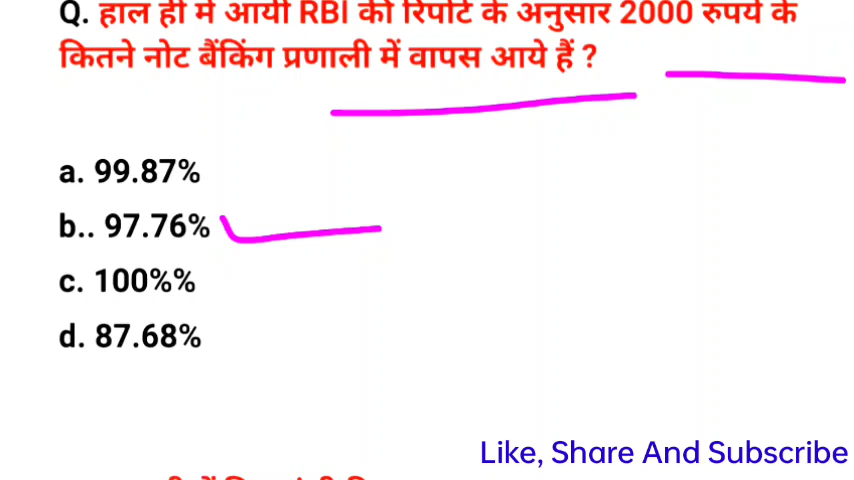 Q. हाल ही में आयी RBI की रिपोर्ट के अनुसार 2000 रुपये के
कितने नोट बैंकिंग प्रणाली में वापस आये हैं ?
a. 99.87%
b.. 97.76%
c. 100%%
d. 87.68%
Like, Share And Subscribe